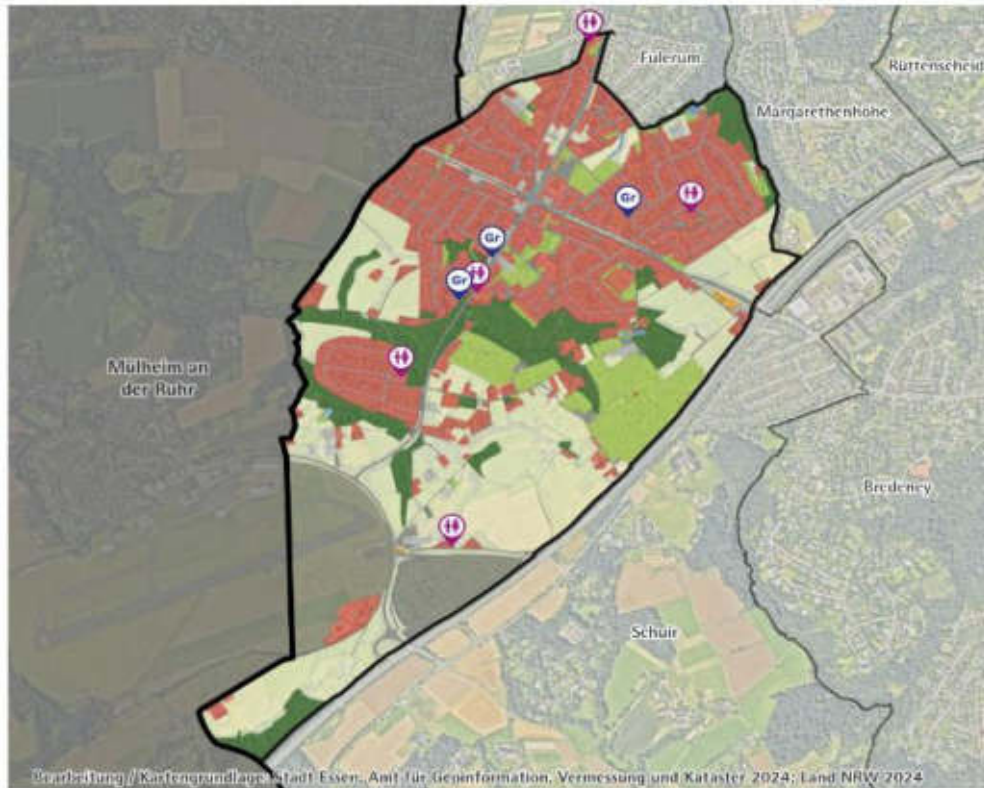 Fulerum
Rüttenscheid
Margarethenhöhe
Gr
Gr
Gr
Mülheim an
der Ruhr
Bredeney
Schuir
Bearbeitung / Kartengrundlage: Stadt Essen, Amt für Geoinformation, Vermessung und Kataster 2024; Land NRW 2024